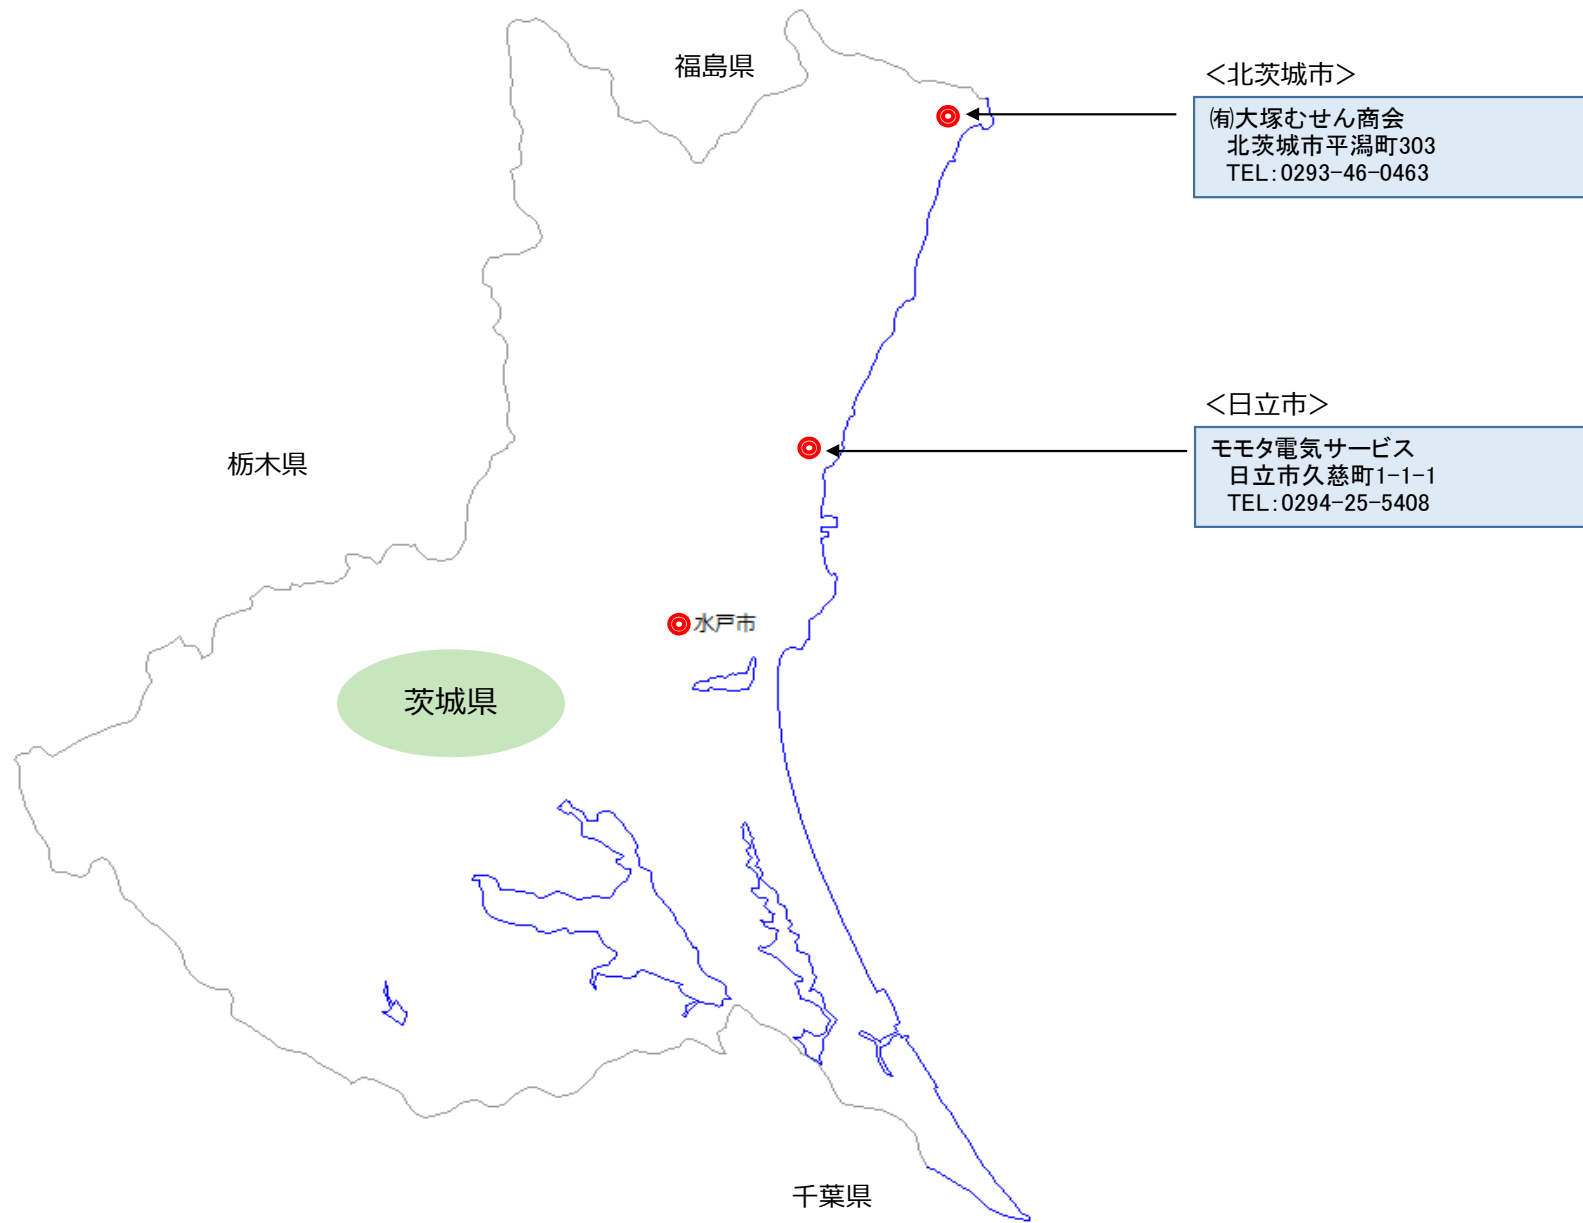 福島県
<北茨城市>
㈲大塚むせん商会
北茨城市平潟町303
TEL:0293-46-0463
<日立市>
モモタ電気サービス
日立市久慈町1-1-1
TEL:0294-25-5408
栃木県
水戸市
茨城県
千葉県